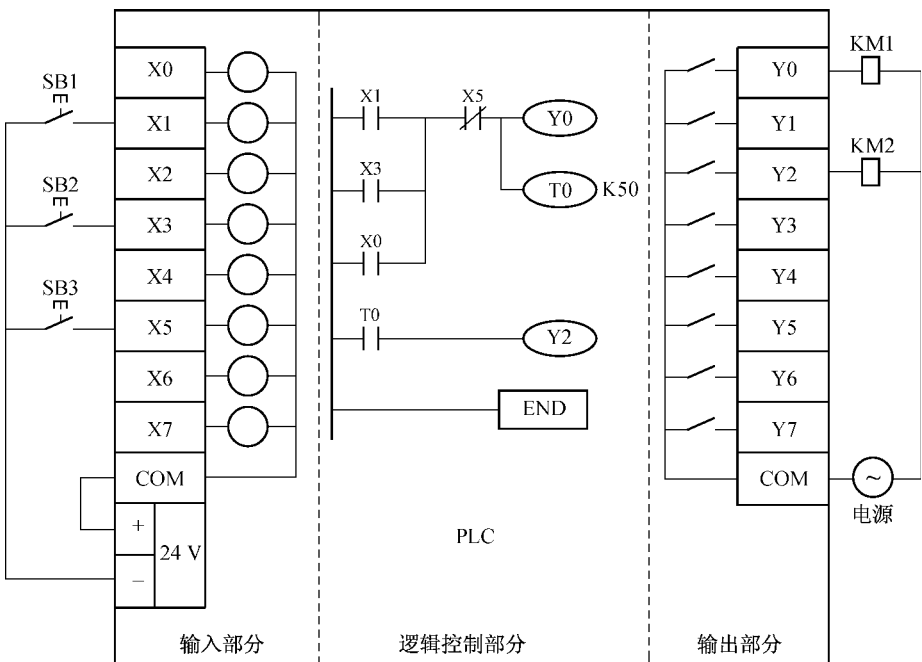 SB1
SB2
SB3
X0
X1
X2
X3
X4
X5
X6
X7
COM
+
−
24 V
输入部分
X1
X5
Y0
X3
T0
K50
X0
T0
Y2
END
PLC
逻辑控制部分
Y0
Y1
Y2
Y3
Y4
Y5
Y6
Y7
COM
输出部分
KM1
KM2
~
电源